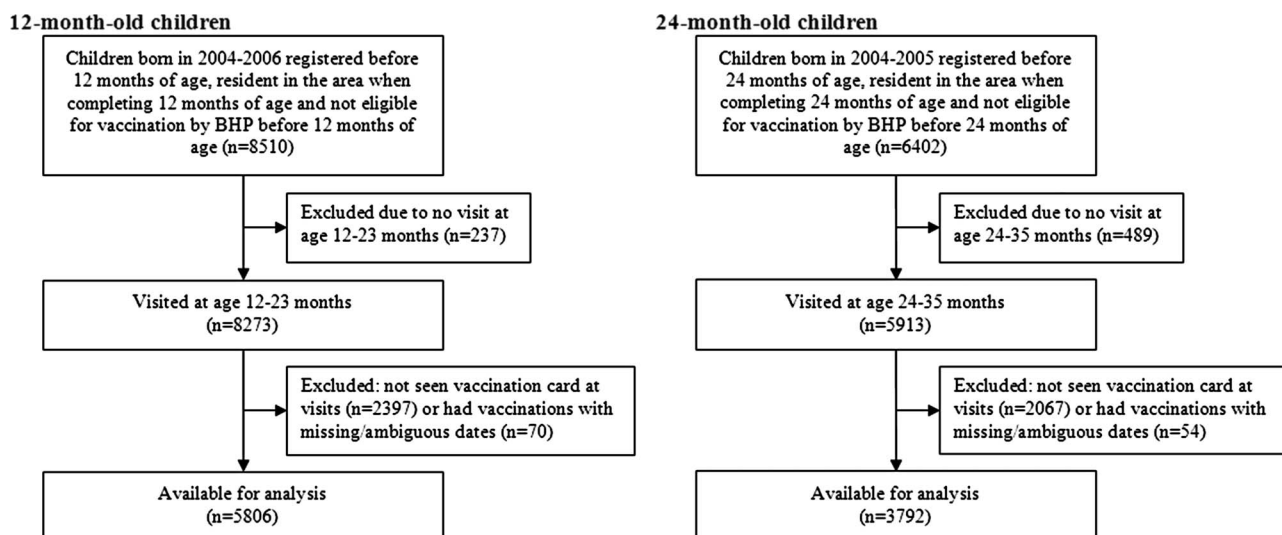 12-month-old children
Children born in 2004-2006 registered before
12 months of age, resident in the area when
completing 12 months of age and not eligible
for vaccination by BHP before 12 months of
age (n=8510)
Excluded due to no visit at
age 12-23 months (n=237)
Visited at age 12-23 months
(n=8273)
Excluded: not seen vaccination card at
visits (n=2397) or had vaccinations with
missing/ambiguous dates (n=70)
Available for analysis
(n=5806)
24-month-old children
Children born in 2004-2005 registered before
24 months of age, resident in the area when
completing 24 months of age and not eligible
for vaccination by BHP before 24 months of
age (n=6402)
Excluded due to no visit at
age 24-35 months (n=489)
Visited at age 24-35 months
(n=5913)
Excluded: not seen vaccination card at
visits (n=2067) or had vaccinations with
missing/ambiguous dates (n=54)
Available for analysis
(n=3792)